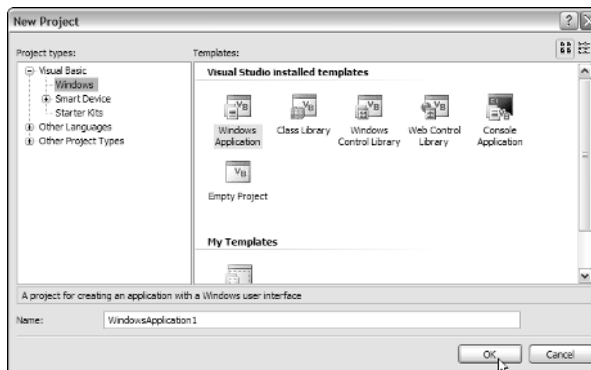 New Project
Project types:
Templates:
Visual Basic
Windows
Smart Device
Starter Kits
Other Languages
Other Project Types
Visual Studio installed templates
Windows Application
Class Library
Windows Control Library
Web Control Library
Console Application
Empty Project
My Templates
A project for creating an application with a Windows user interface
Name:
WindowsApplication1
OK
Cancel